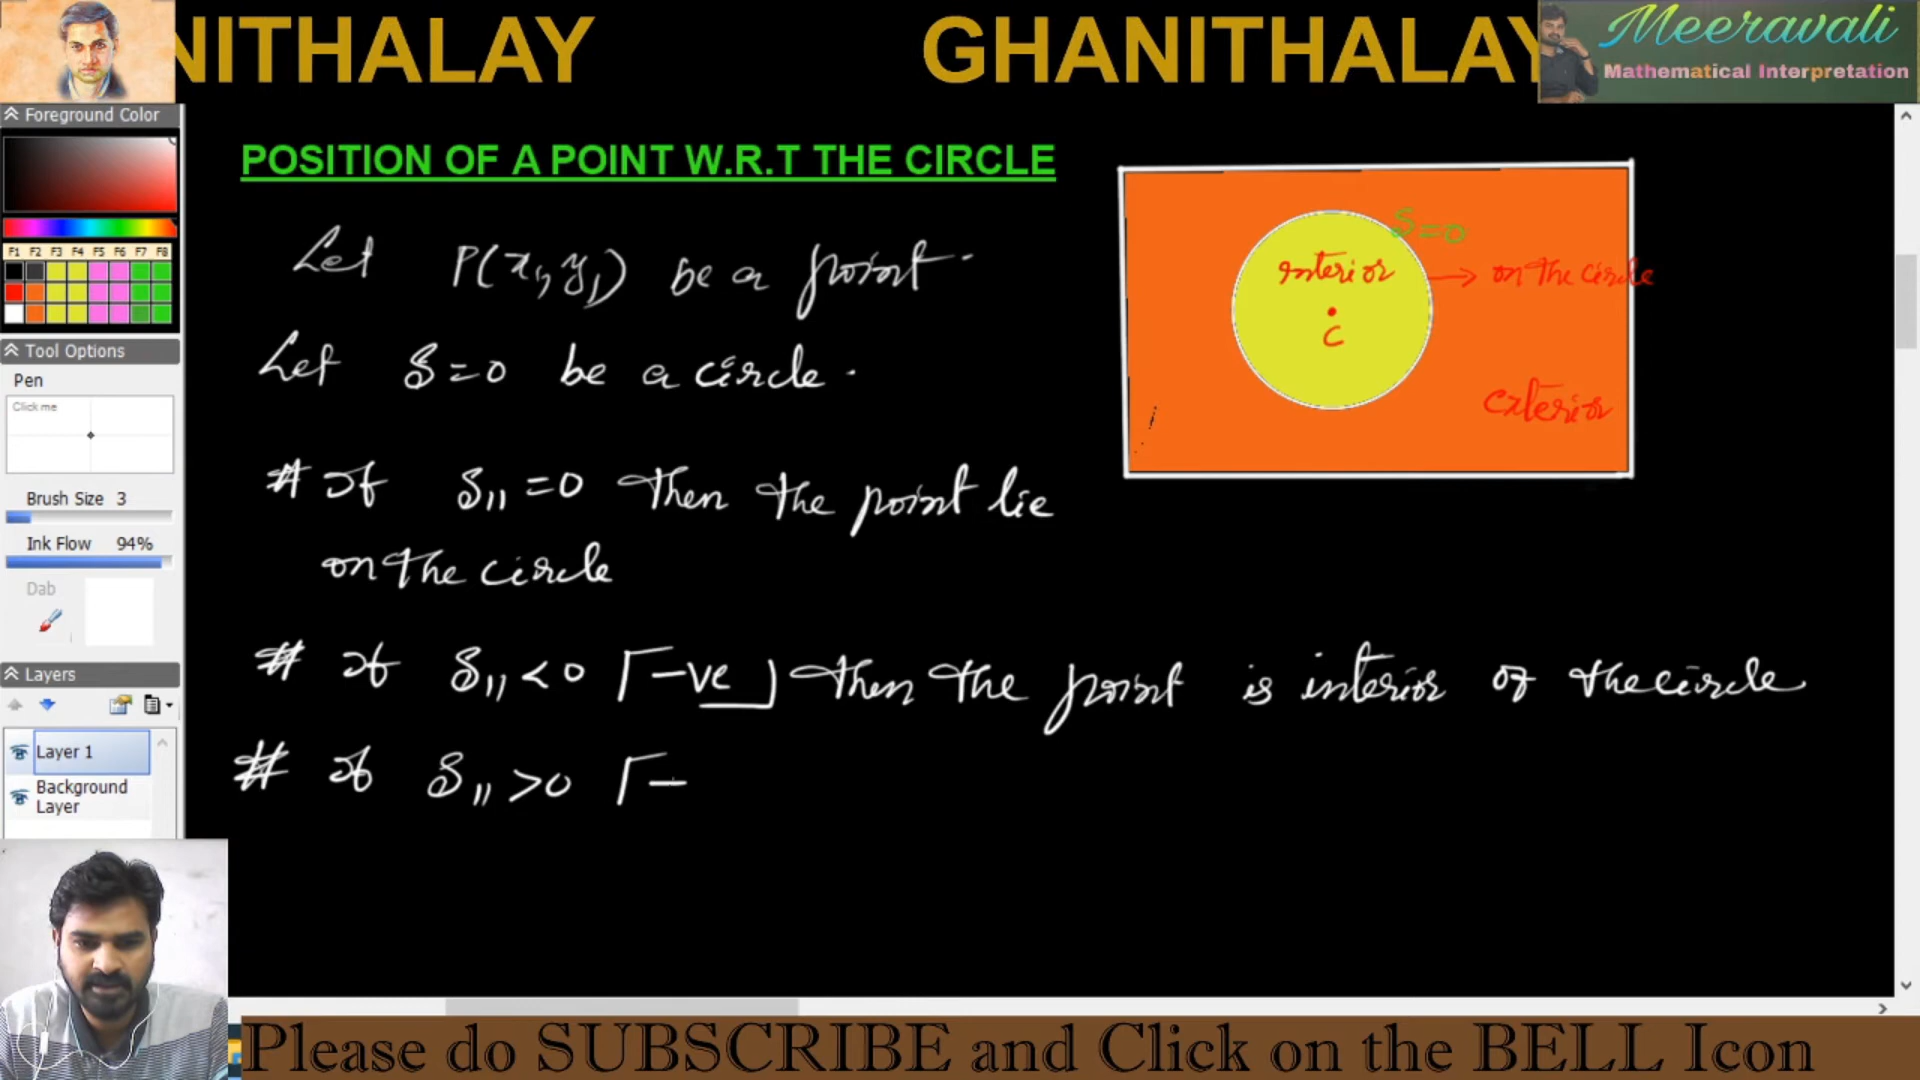 NITHALAY GHANITHALAY
Meeravali
Mathematical Interpretation
Foreground Color
F1 F2 F3 F4 F5 F6 F7 F8
Tool Options
Pen
Click me
Brush Size 3
Ink Flow 94%
Dab
Layers
Layer 1
Background Layer
POSITION OF A POINT W.R.T THE CIRCLE
Let P(x₁, y₁) be a point.
Let S=0 be a circle.
# If S₁₁=0 then the point lie
on the circle
# If S₁₁<0 [-ve] then the point is interior of the circle
# If S₁₁>0 [-
S=0
interior
→ on the circle
C
exterior
Please do SUBSCRIBE and Click on the BELL Icon